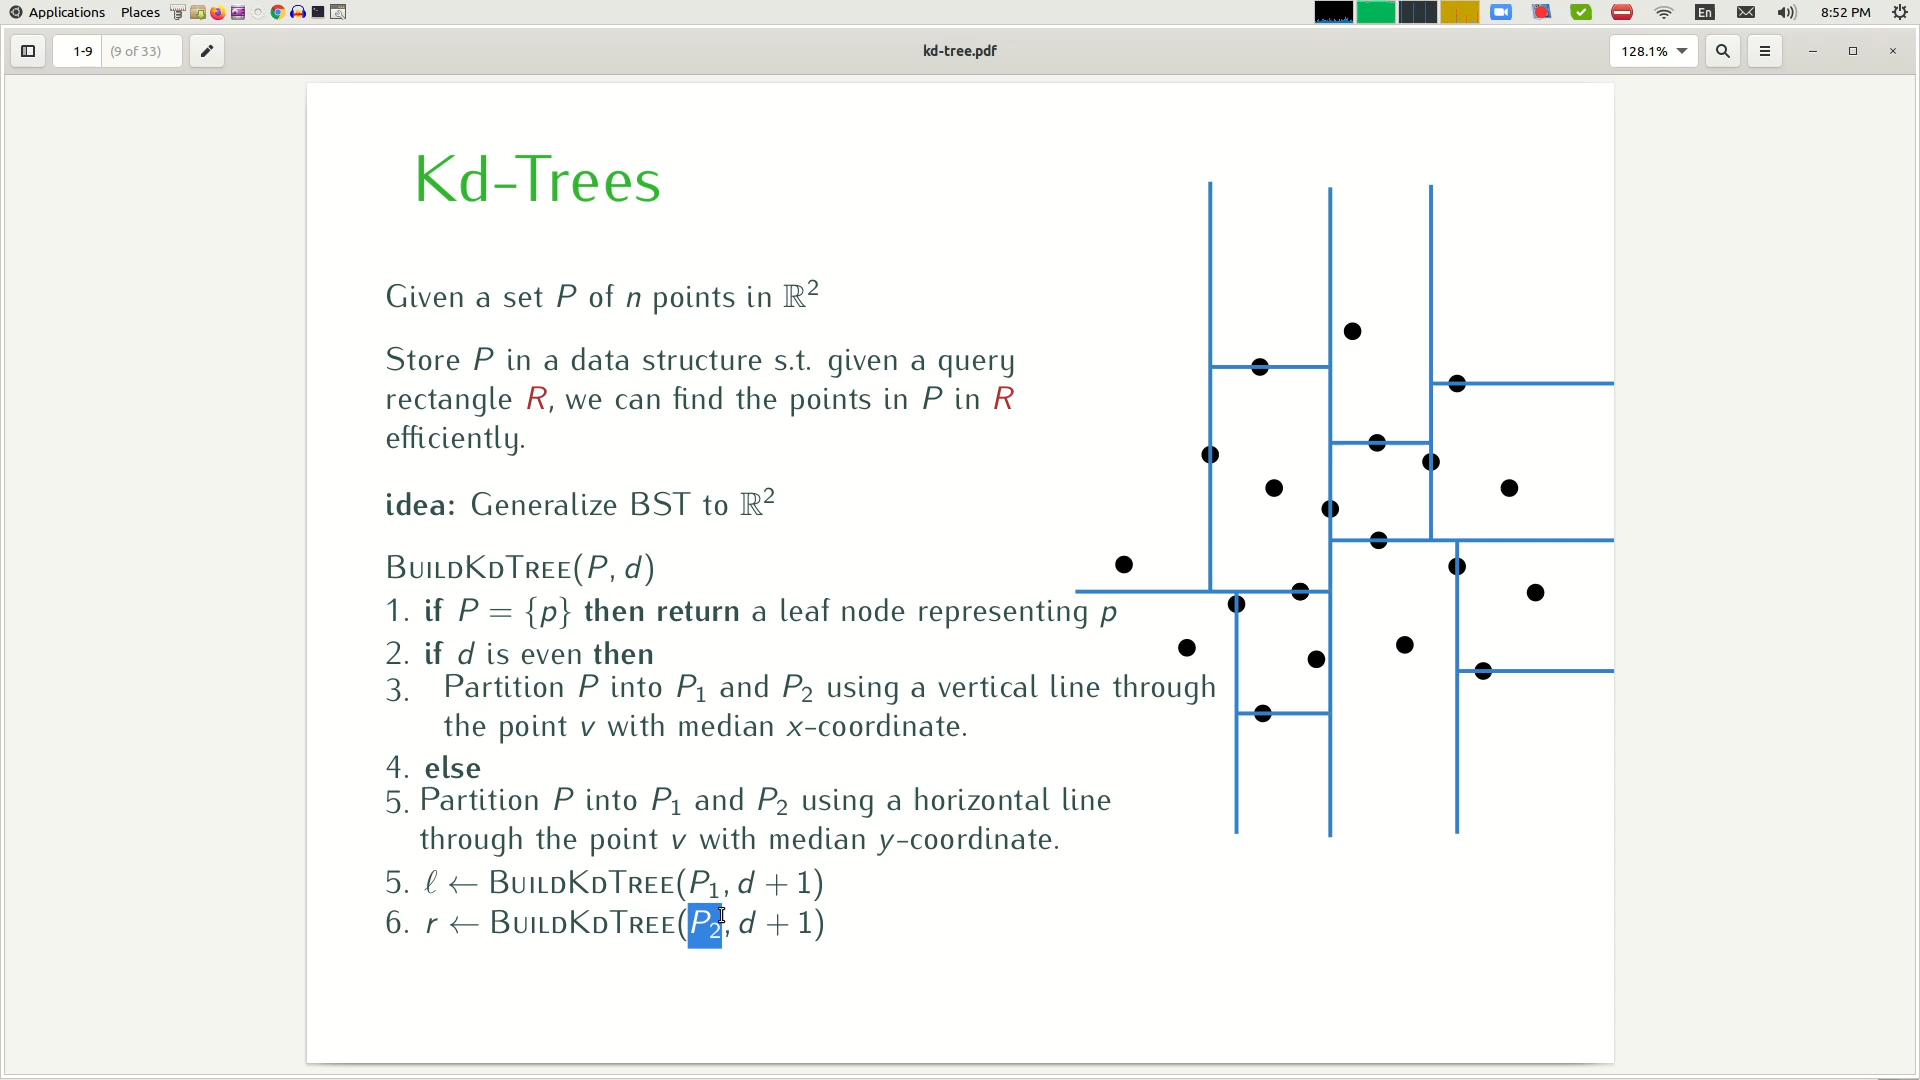 Applications Places En 8:52 PM
1-9 (9 of 33) kd-tree.pdf 128.1%
Kd-Trees
Given a set P of n points in ℝ²
Store P in a data structure s.t. given a query
rectangle R, we can find the points in P in R
efficiently.
idea: Generalize BST to ℝ²
BUILDKDTREE(P, d)
1. if P = {p} then return a leaf node representing p
2. if d is even then
3. Partition P into P₁ and P₂ using a vertical line through
the point v with median x-coordinate.
4. else
5. Partition P into P₁ and P₂ using a horizontal line
through the point v with median y-coordinate.
5. ℓ ← BUILDKDTREE(P₁, d + 1)
6. r ← BUILDKDTREE(P₂, d + 1)